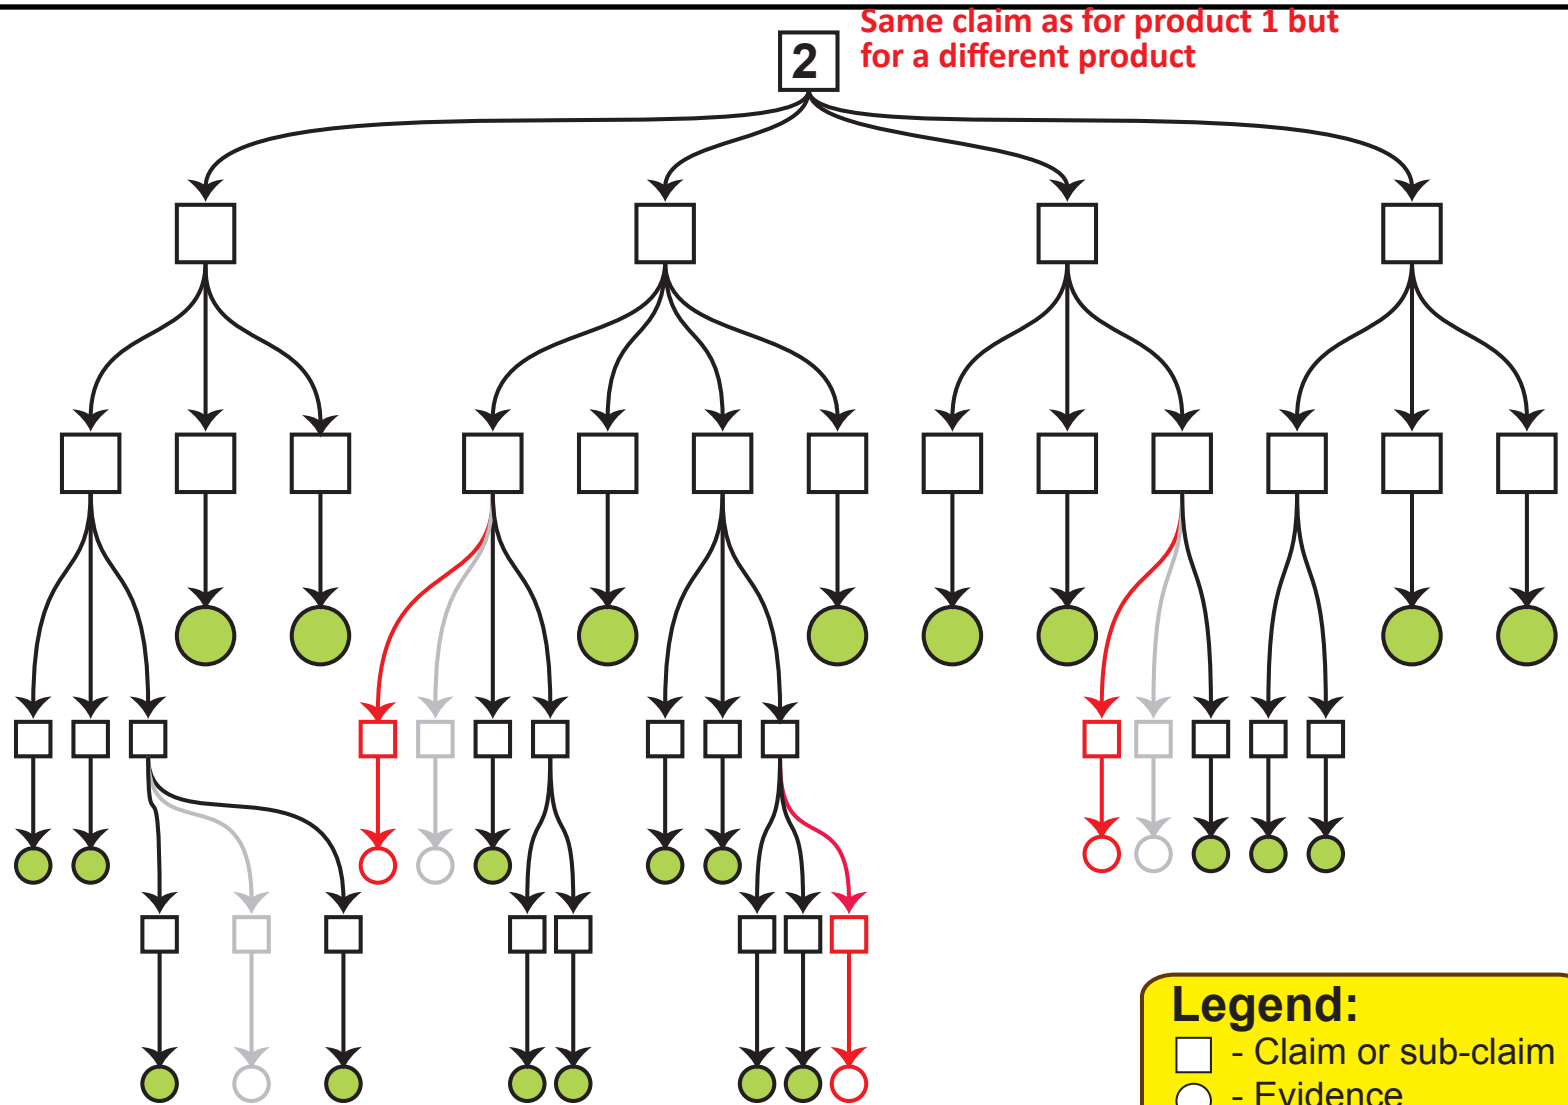 Same claim as for product 1 but
for a different product
2
Legend:
- Claim or sub-claim
- Evidence